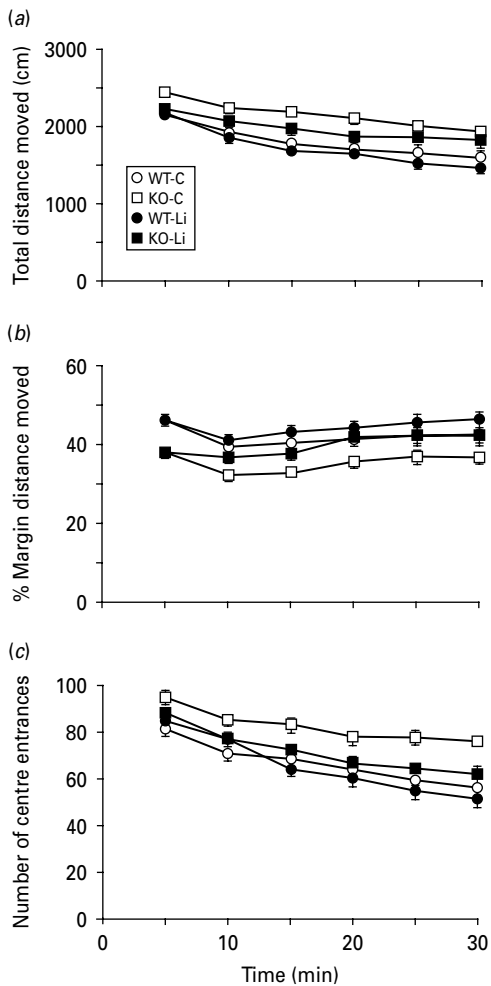 (a)
Total distance moved (cm)
3000
2000
1000
0
WT-C
KO-C
WT-Li
KO-Li
(b)
% Margin distance moved
60
40
20
0
(c)
Number of centre entrances
100
80
60
40
20
0
0 10 20 30
Time (min)